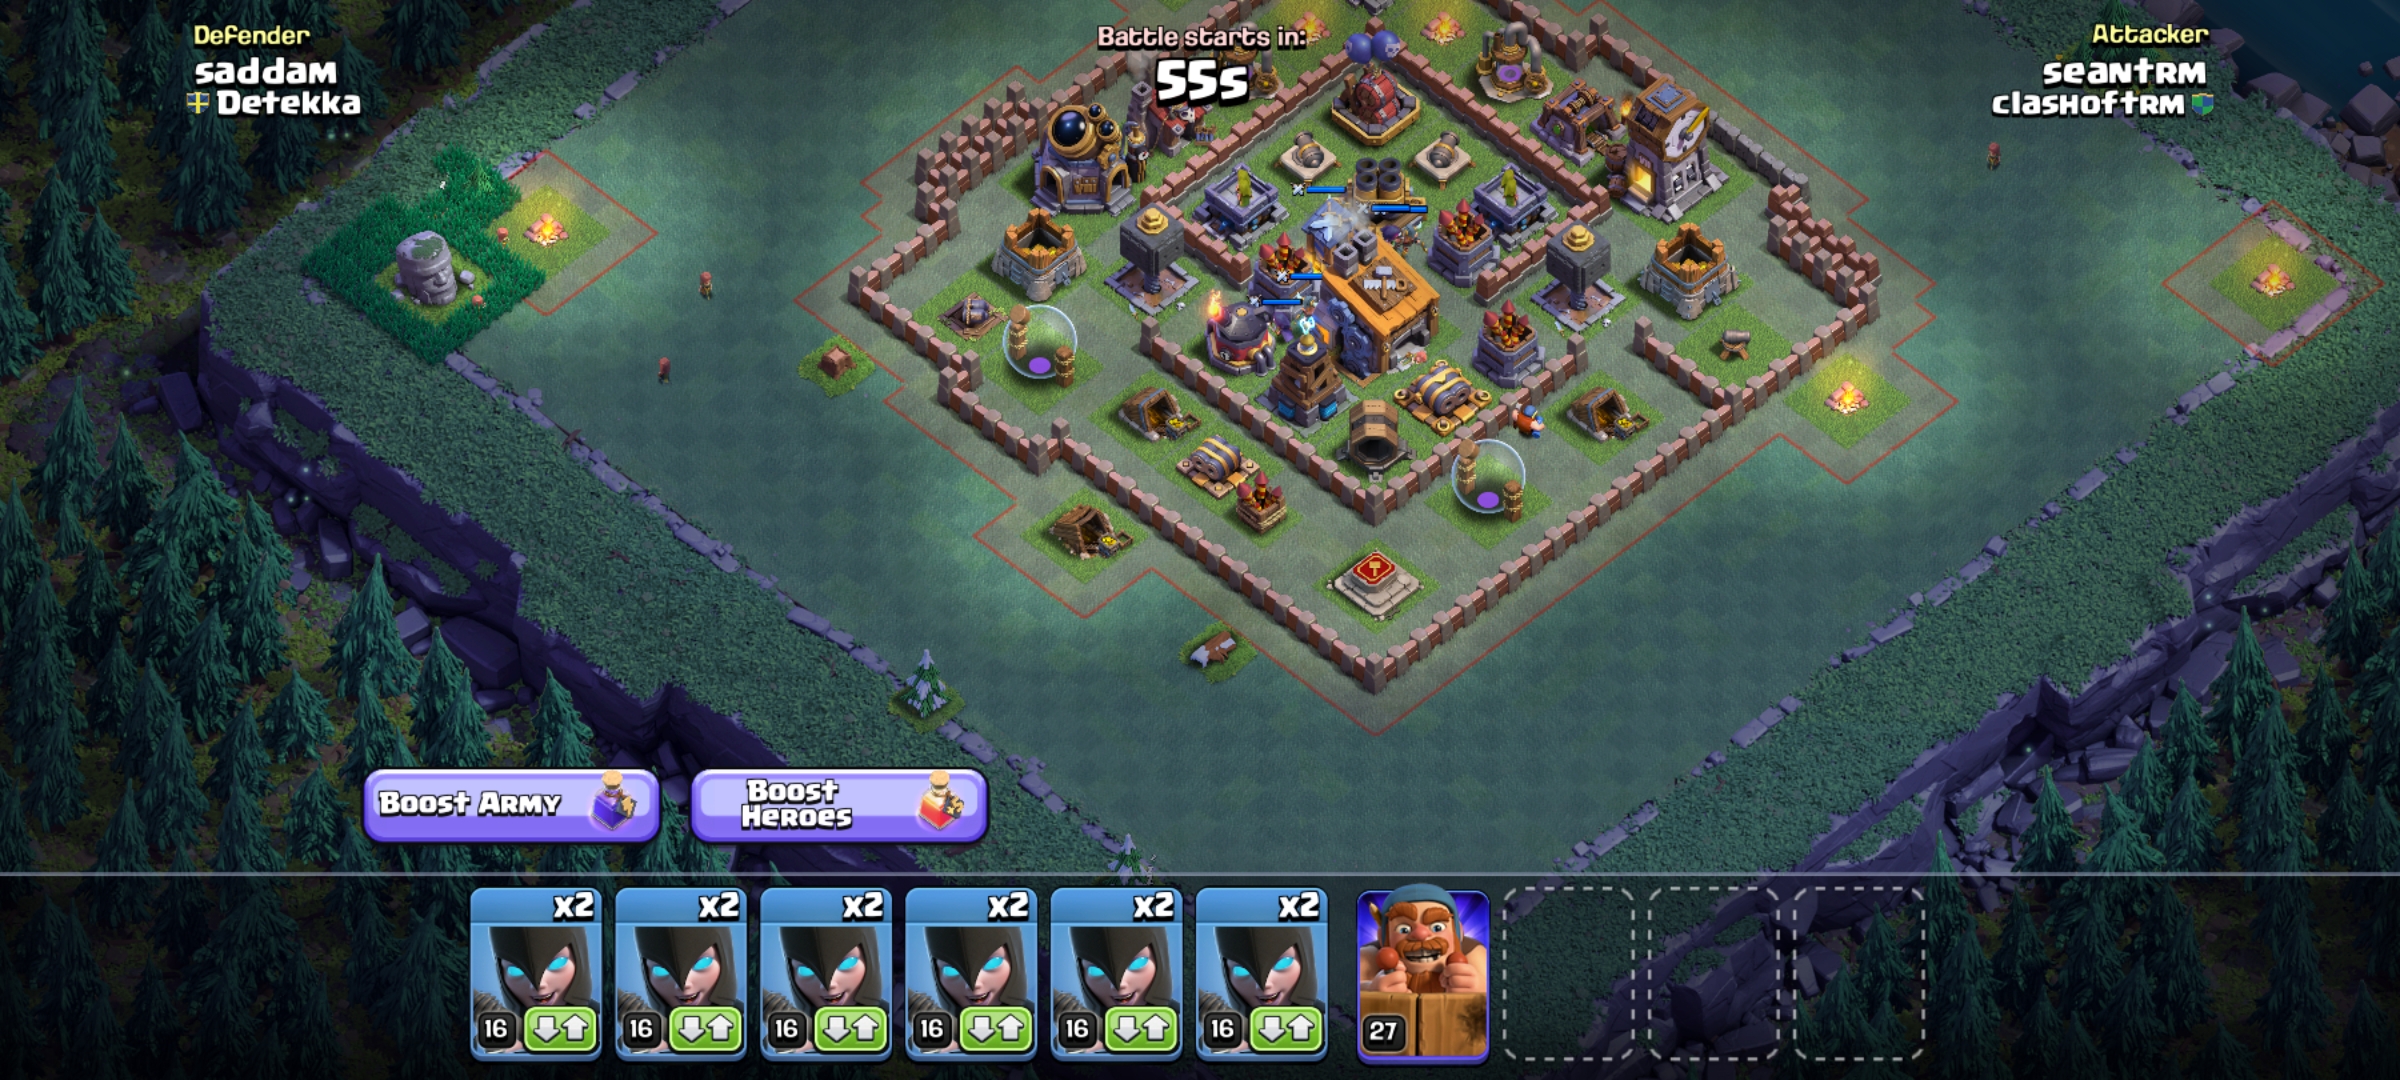 Defender
saddam
Detekka
Battle starts in:
55s
Attacker
seantrm
clashoftrm
Boost Army
Boost
Heroes
x2
x2
x2
x2
x2
x2
16
16
16
16
16
16
27